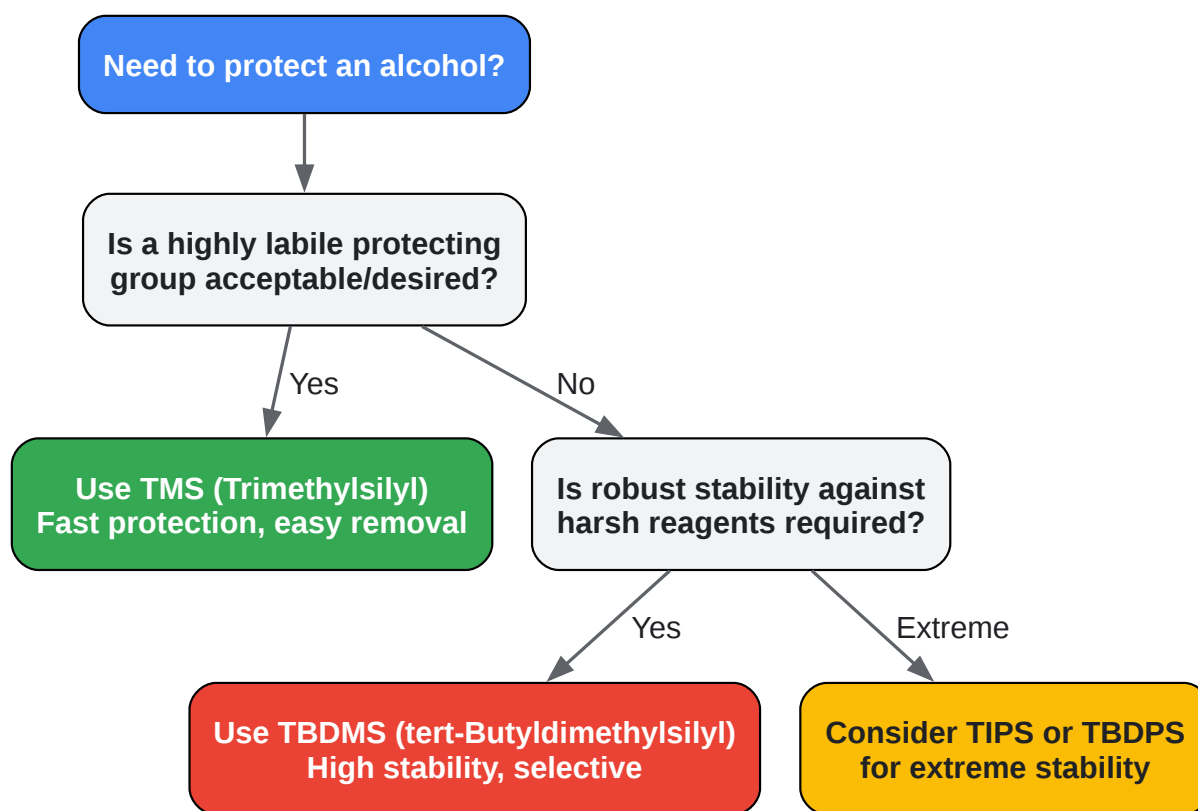 Need to protect an alcohol?
Is a highly labile protecting
group acceptable/desired?
Yes
No
Use TMS (Trimethylsilyl)
Fast protection, easy removal
Is robust stability against
harsh reagents required?
Yes
Extreme
Use TBDMS (tert-Butyldimethylsilyl)
High stability, selective
Consider TIPS or TBDPS
for extreme stability